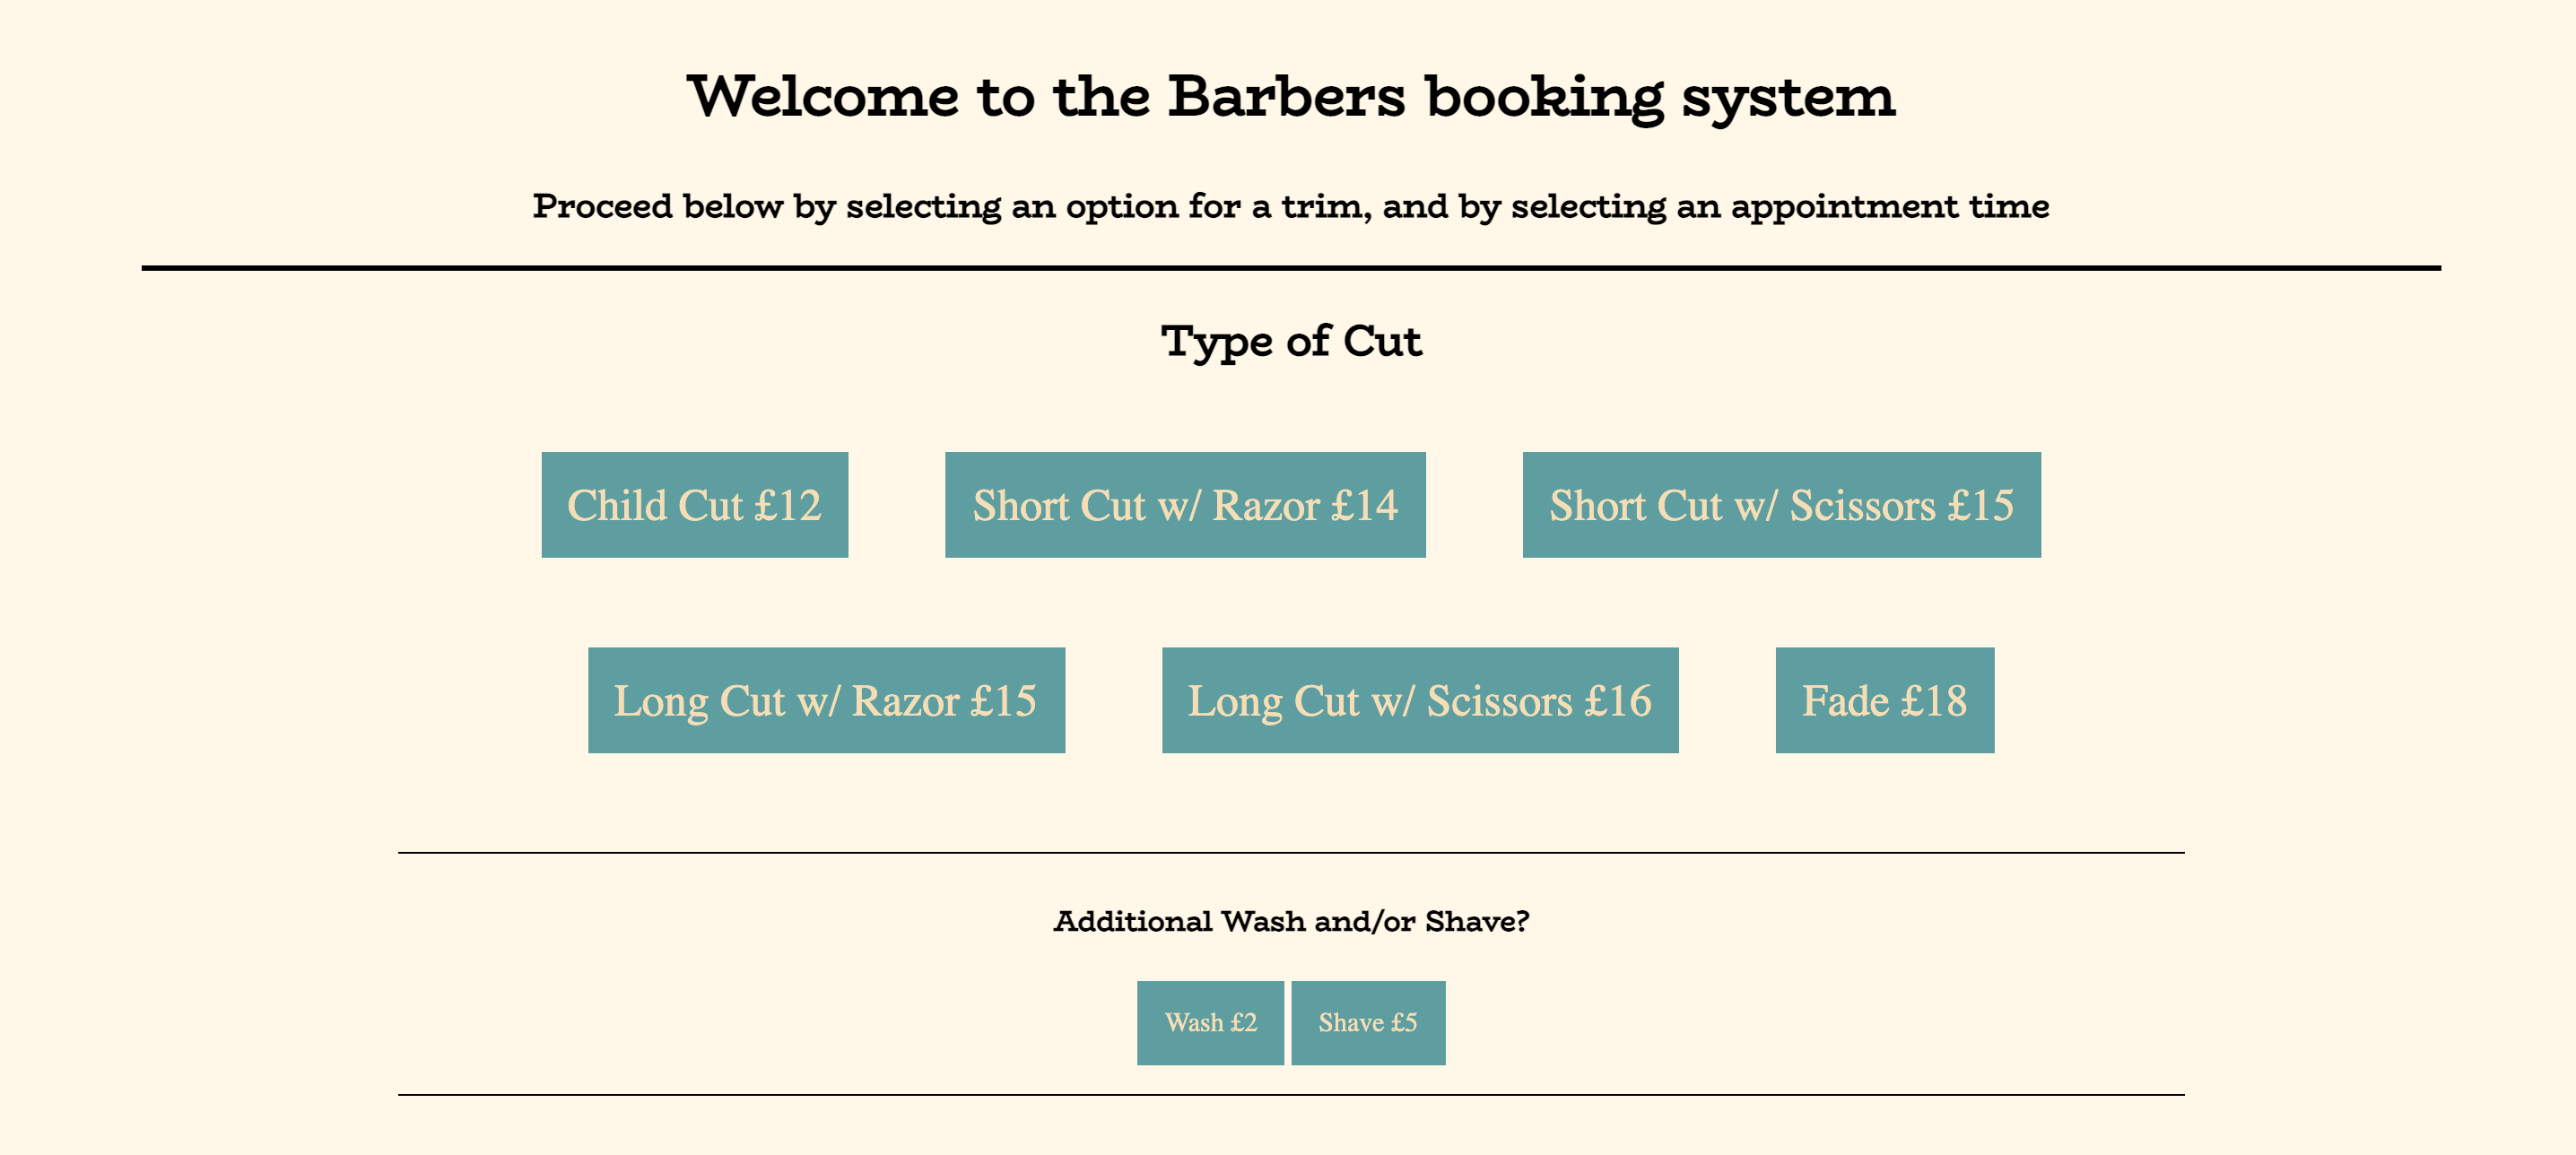 Welcome to the Barbers booking system
Proceed below by selecting an option for a trim, and by selecting an appointment time
Type of Cut
Child Cut £12
Short Cut w/ Razor £14
Short Cut w/ Scissors £15
Long Cut w/ Razor £15
Long Cut w/ Scissors £16
Fade £18
Additional Wash and/or Shave?
Wash £2
Shave £5